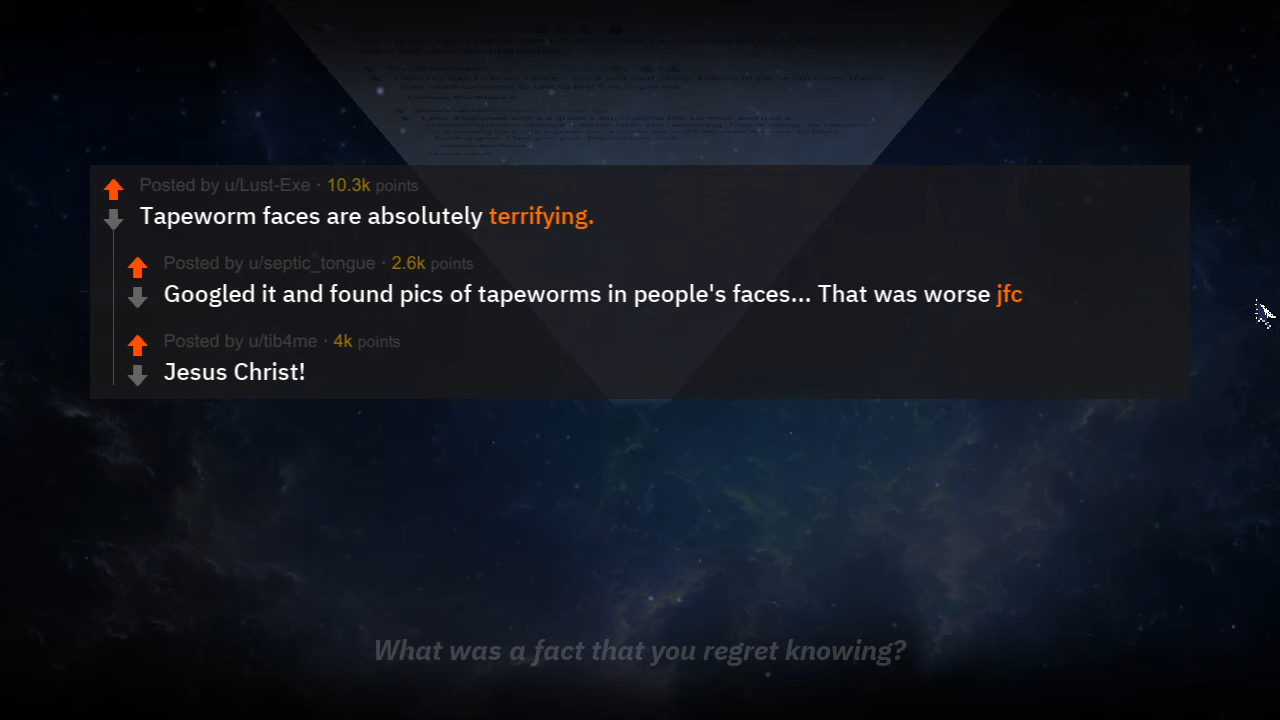 Posted by u/Lust-Exe · 10.3k points
Tapeworm faces are absolutely terrifying.
Posted by u/septic_tongue · 2.6k points
Googled it and found pics of tapeworms in people's faces... That was worse jfc
Posted by u/tib4me · 4k points
Jesus Christ!
What was a fact that you regret knowing?